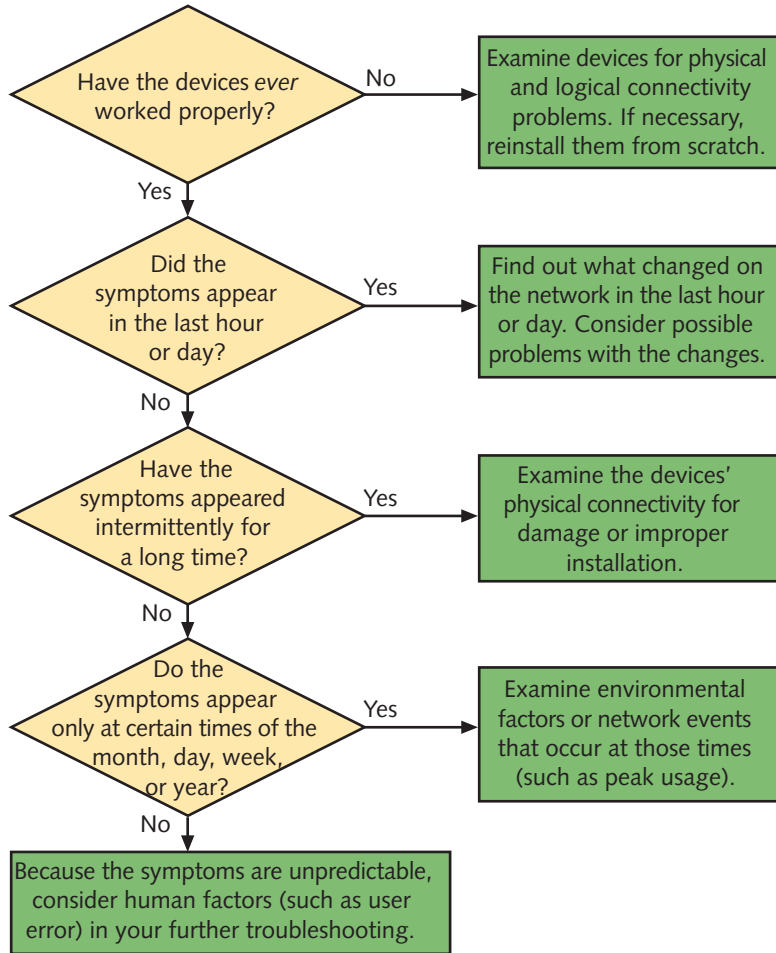 Have the devices ever
worked properly?
No
Examine devices for physical
and logical connectivity
problems. If necessary,
reinstall them from scratch.
Yes
Did the
symptoms appear
in the last hour
or day?
Yes
Find out what changed on
the network in the last hour
or day. Consider possible
problems with the changes.
No
Have the
symptoms appeared
intermittently for
a long time?
Yes
Examine the devices’
physical connectivity for
damage or improper
installation.
No
Do the
symptoms appear
only at certain times of the
month, day, week,
or year?
Yes
Examine environmental
factors or network events
that occur at those times
(such as peak usage).
No
Because the symptoms are unpredictable,
consider human factors (such as user
error) in your further troubleshooting.